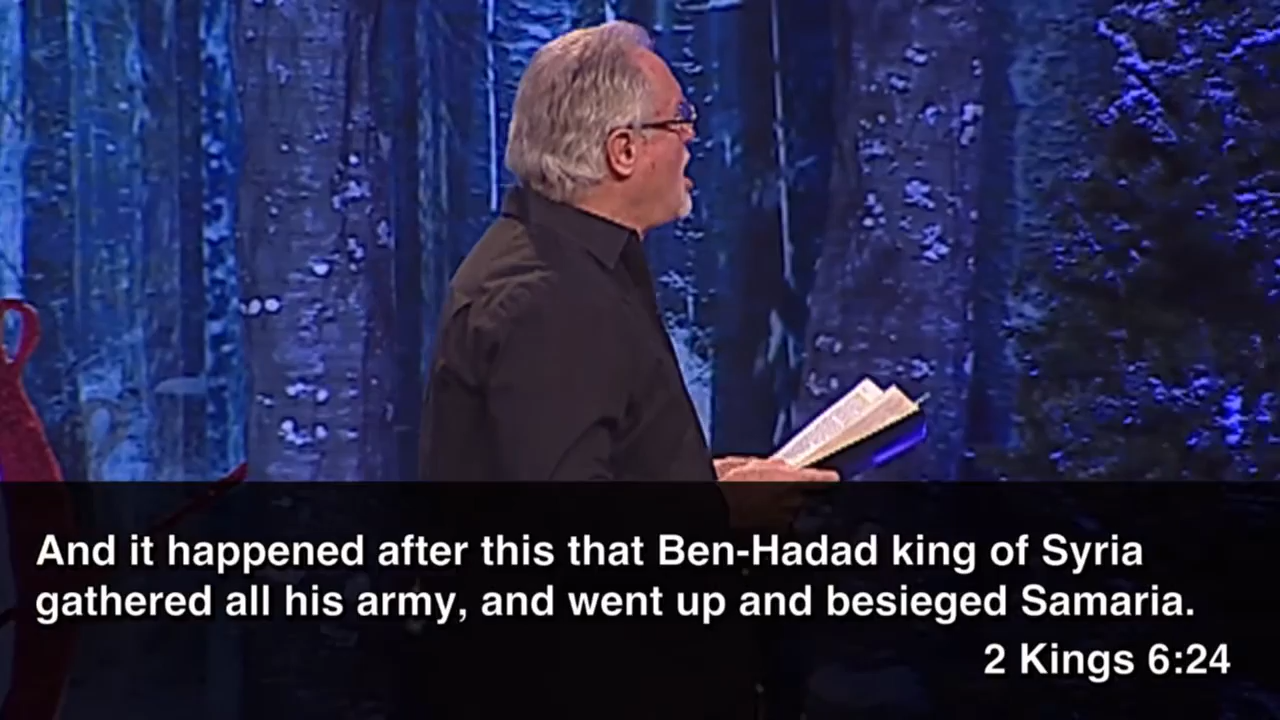 And it happened after this that Ben-Hadad king of Syria
gathered all his army, and went up and besieged Samaria.
2 Kings 6:24